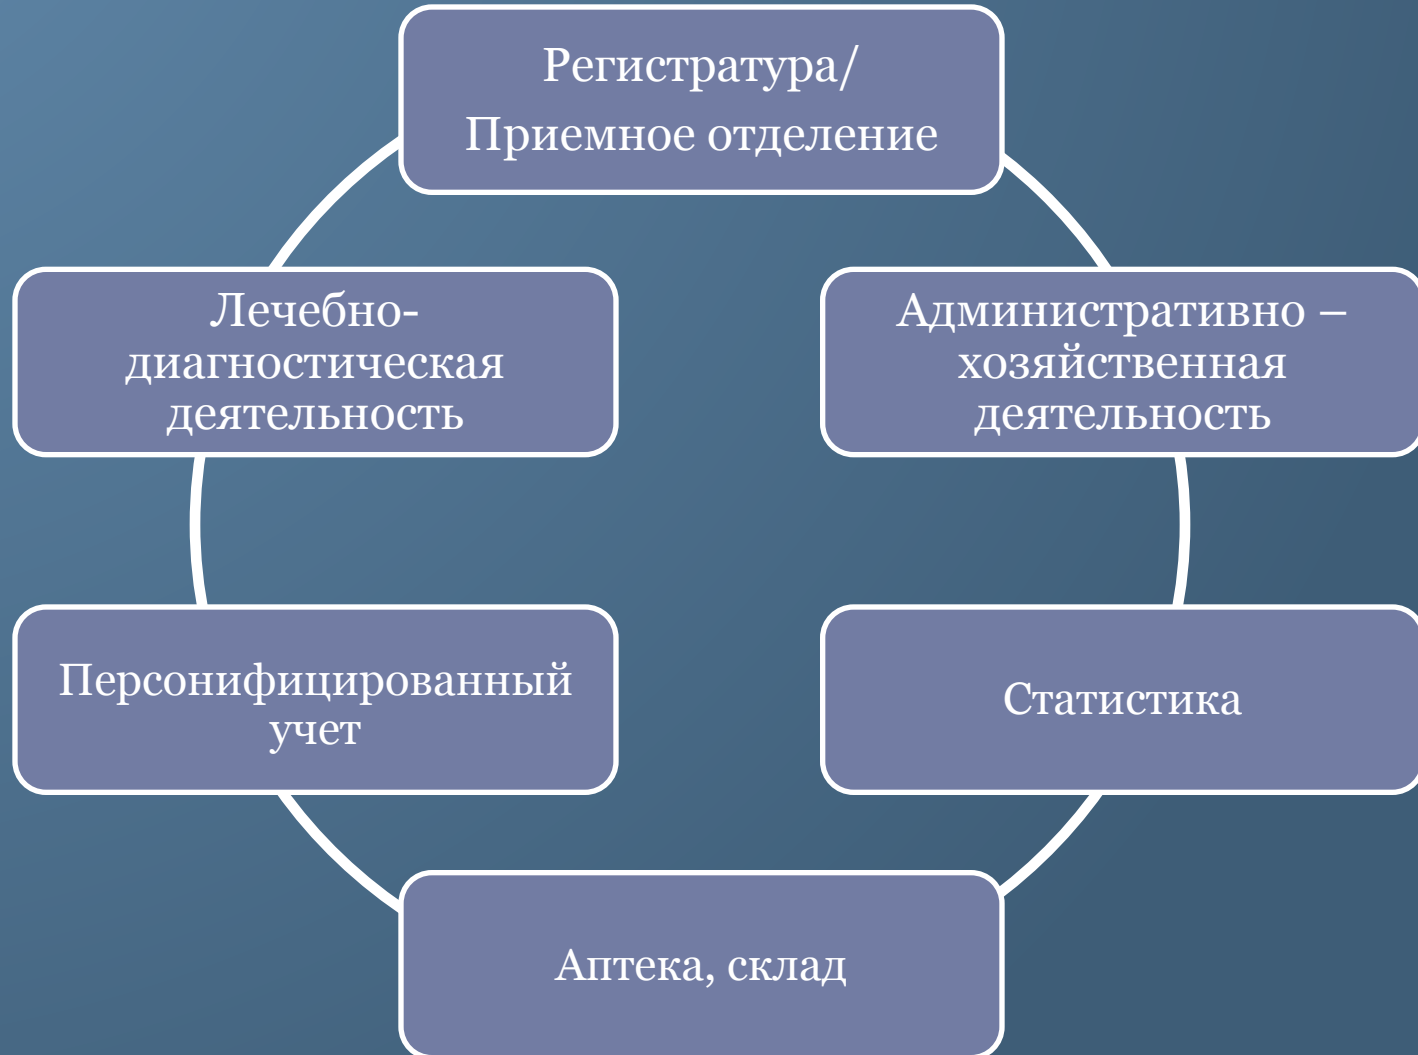 Регистратура/
Приемное отделение
Лечебно-
диагностическая
деятельность
Административно –
хозяйственная
деятельность
Персонифицированный
учет
Статистика
Аптека, склад